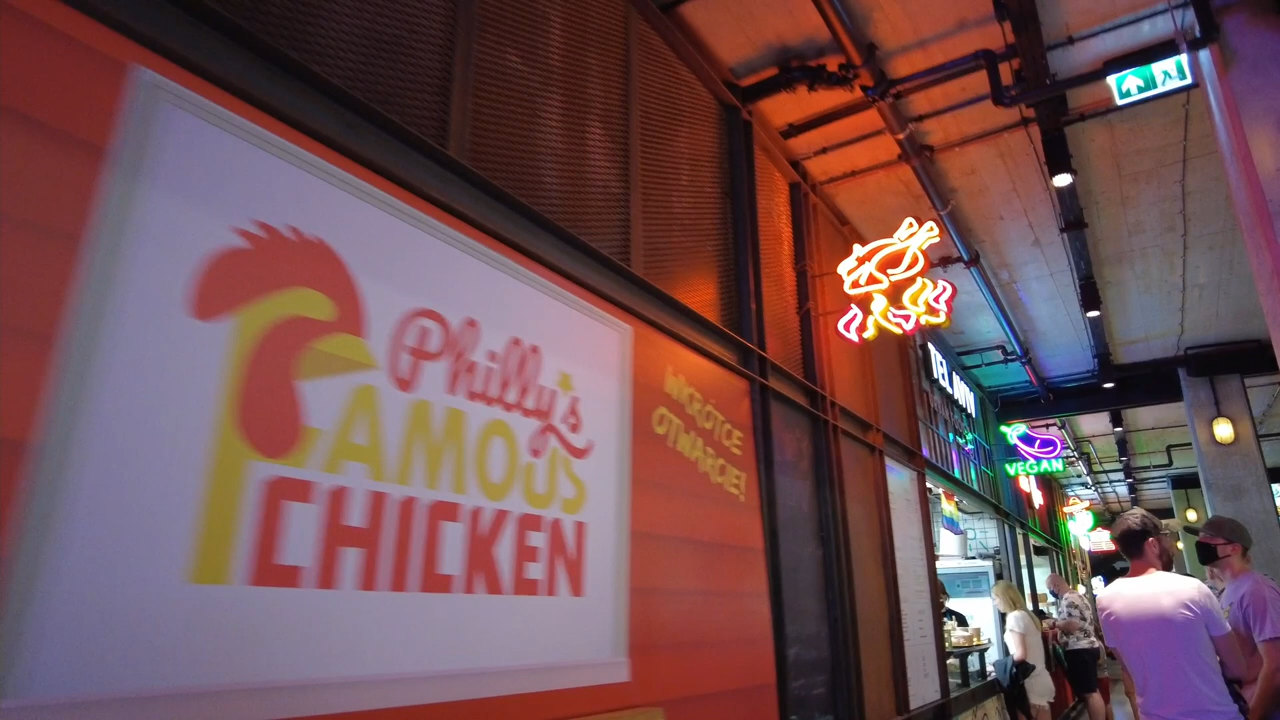 Philly's
FAMOUS
CHICKEN
WKRÓTCE
OTWARCIE!
TEL AVIV
VEGAN